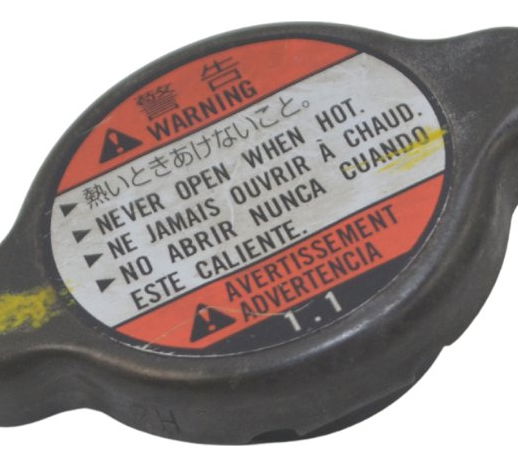 警告
WARNING
▶ 熱いときあけないこと。
▶ NEVER OPEN WHEN HOT.
▶ NE JAMAIS OUVRIR À CHAUD.
▶ NO ABRIR NUNCA CUANDO
ESTE CALIENTE.
AVERTISSEMENT
ADVERTENCIA
1.1